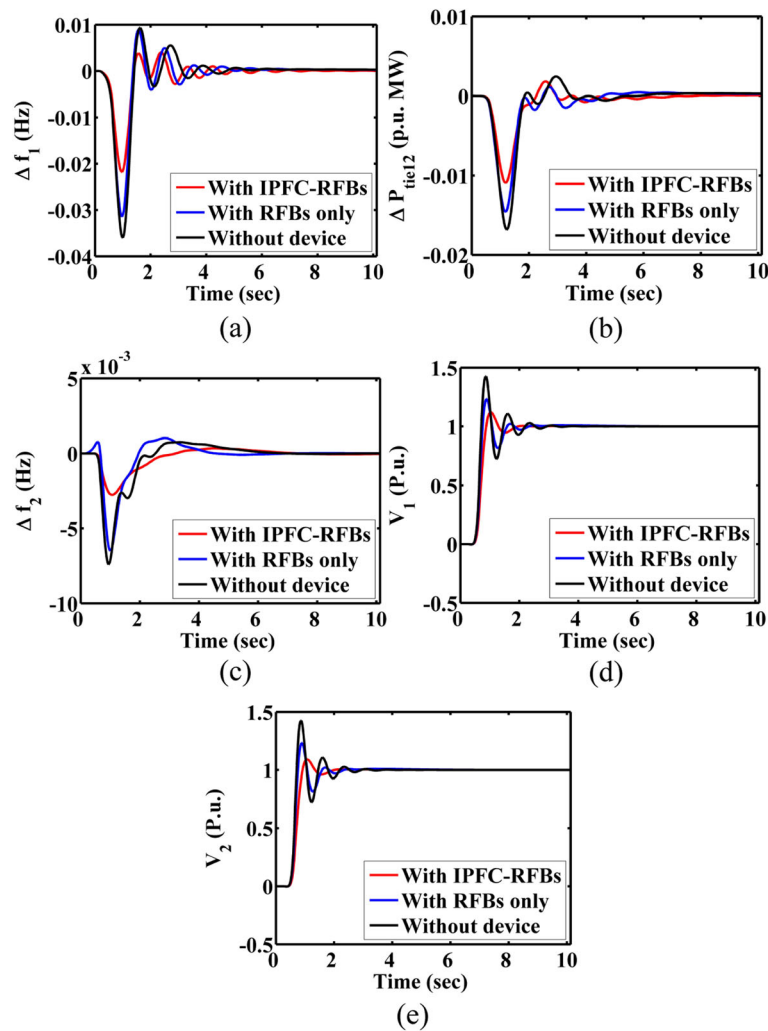 0.01
0
-0.01
-0.02
-0.03
-0.04
Δ f1 (Hz)
With IPFC-RFBs
With RFBs only
Without device
0 2 4 6 8 10
Time (sec)
(a)
0.01
0
-0.01
-0.02
Δ Ptie12 (p.u. MW)
With IPFC-RFBs
With RFBs only
Without device
0 2 4 6 8 10
Time (sec)
(b)
x 10-3
5
0
-5
-10
Δ f2 (Hz)
With IPFC-RFBs
With RFBs only
Without device
0 2 4 6 8 10
Time (sec)
(c)
1.5
1
0.5
0
-0.5
V1 (P.u.)
With IPFC-RFBs
With RFBs only
Without device
0 2 4 6 8 10
Time (sec)
(d)
1.5
1
0.5
0
-0.5
V2 (P.u.)
With IPFC-RFBs
With RFBs only
Without device
0 2 4 6 8 10
Time (sec)
(e)